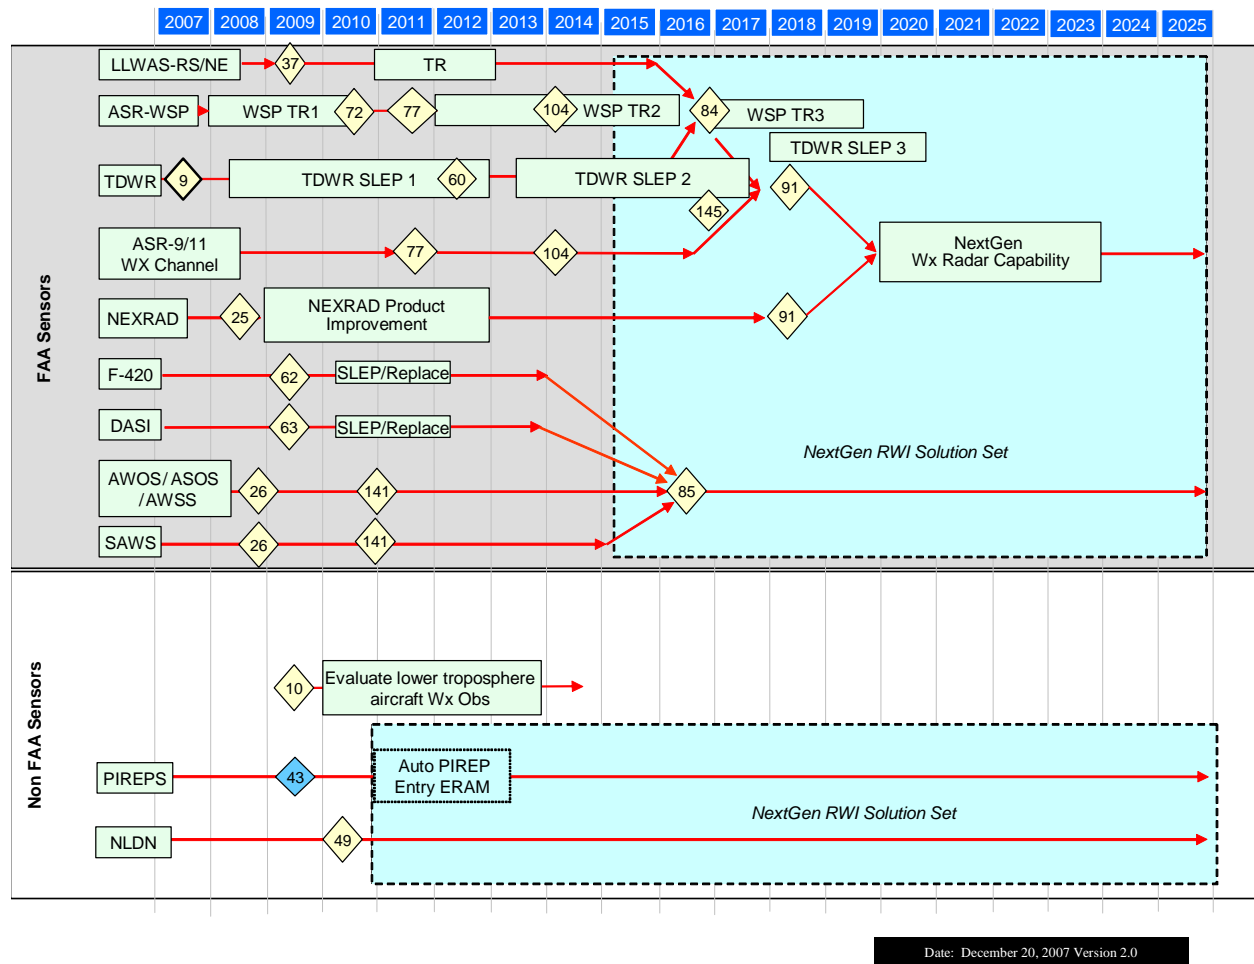 2007 2008 2009 2010 2011 2012 2013 2014 2015 2016 2017 2018 2019 2020 2021 2022 2023 2024 2025
FAA Sensors
LLWAS-RS/NE 37 TR
ASR-WSP WSP TR1 72 77 104 WSP TR2 84 WSP TR3
TDWR SLEP 3
TDWR 9 TDWR SLEP 1 60 TDWR SLEP 2 91
145
ASR-9/11
WX Channel
77 104
NextGen
Wx Radar Capability
NEXRAD 25
NEXRAD Product
Improvement
91
F-420 62 SLEP/Replace
DASI 63 SLEP/Replace
NextGen RWI Solution Set
AWOS/ ASOS
/AWSS
26 141 85
SAWS 26 141
Non FAA Sensors
10
Evaluate lower troposphere
aircraft Wx Obs
PIREPS 43
Auto PIREP
Entry ERAM
NextGen RWI Solution Set
NLDN 49
Date: December 20, 2007 Version 2.0